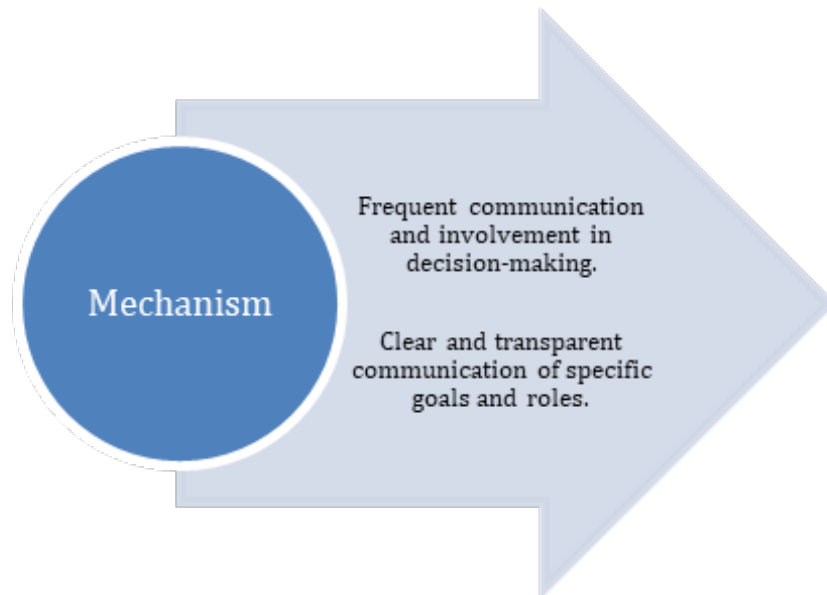 Mechanism
Frequent communication
and involvement in
decision-making.
Clear and transparent
communication of specific
goals and roles.